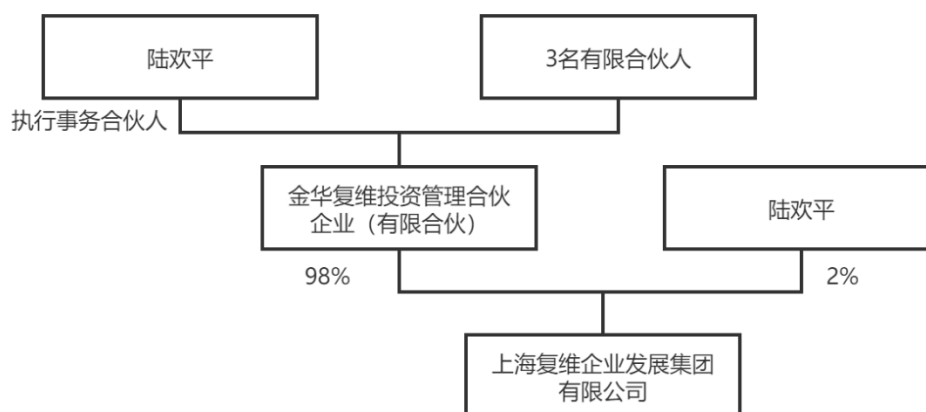 陆欢平
3名有限合伙人
执行事务合伙人
金华复维投资管理合伙
企业（有限合伙）
陆欢平
98%
2%
上海复维企业发展集团
有限公司